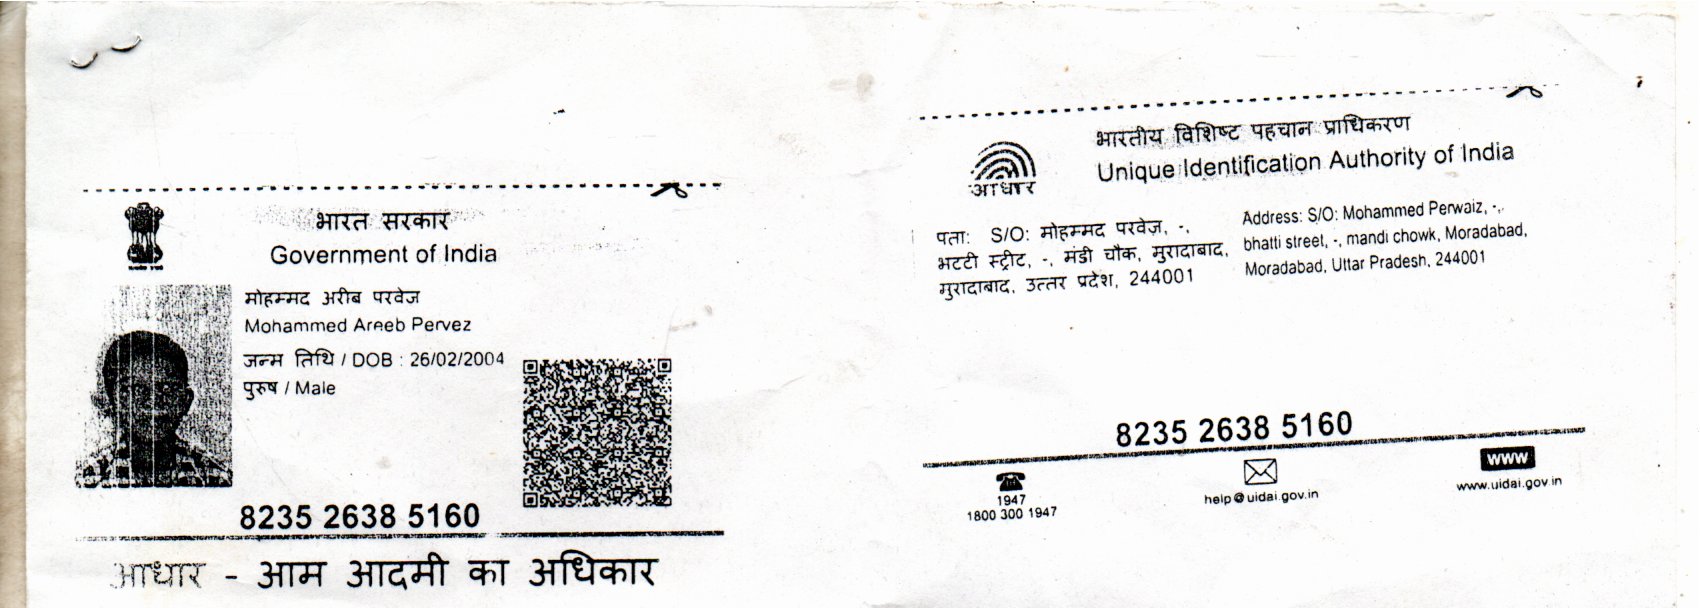 भारत सरकार
Government of India
मोहम्मद अरीब परवेज
Mohammed Areeb Pervez
जन्म तिथि / DOB : 26/02/2004
पुरुष / Male
8235 2638 5160
आधार - आम आदमी का अधिकार
भारतीय विशिष्ट पहचान प्राधिकरण
Unique Identification Authority of India
आधार
पता: S/O: मोहम्मद परवेज़, -,
भटटी स्ट्रीट, -, मंडी चौक, मुरादाबाद,
मुरादाबाद, उत्तर प्रदेश, 244001
Address: S/O: Mohammed Perwaiz, -,
bhatti street, -, mandi chowk, Moradabad,
Moradabad, Uttar Pradesh, 244001
8235 2638 5160
1947
1800 300 1947
help@uidai.gov.in
www
www.uidai.gov.in